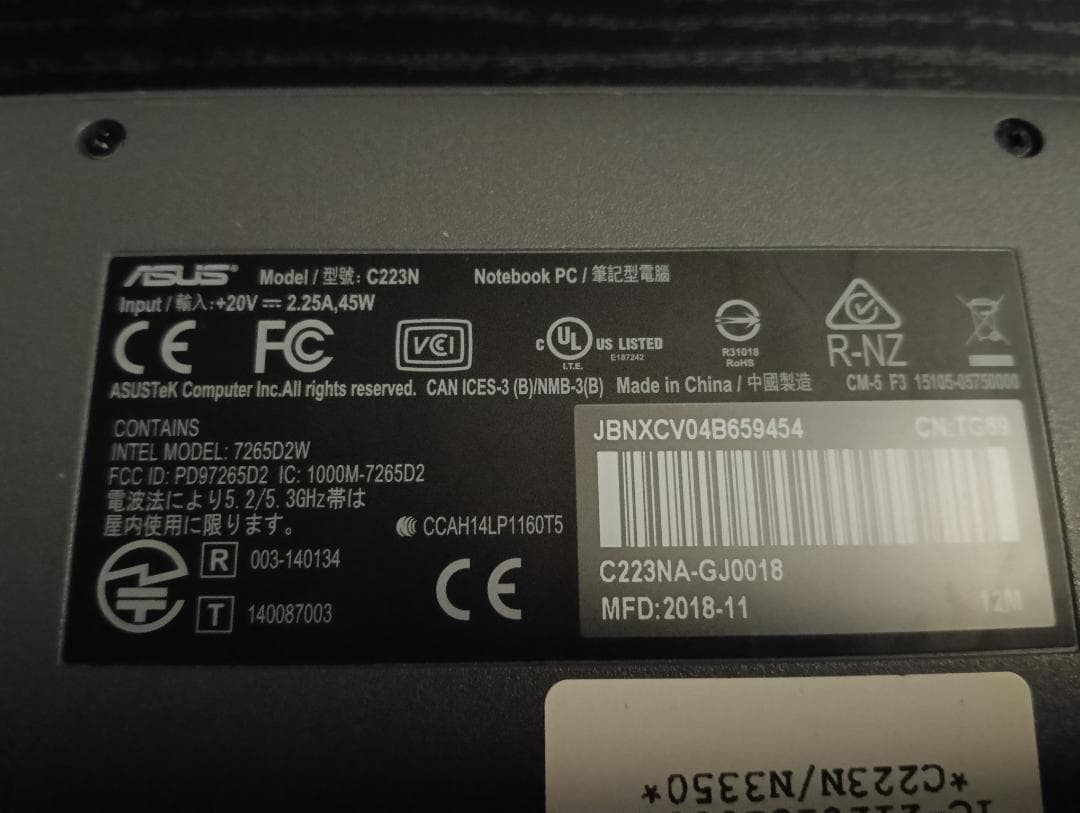 ASUS Model / 型號: C223N Notebook PC / 筆記型電腦
Input / 輸入:+20V ⎓ 2.25A,45W
CE FC VCI c UL US LISTED
E187242
I.T.E.
R31018
RoHS
R-NZ
ASUSTeK Computer Inc.All rights reserved. CAN ICES-3 (B)/NMB-3(B) Made in China / 中國製造 CM-5 F3 15105-05750000
CONTAINS
INTEL MODEL: 7265D2W
FCC ID: PD97265D2 IC: 1000M-7265D2
電波法により5.2/5.3GHz帯は
屋内使用に限ります。
CCAH14LP1160T5
R 003-140134
T 140087003
CE
JBNXCV04B659454 CN:TG89
C223NA-GJ0018
MFD:2018-11 12M
*C223N/N3350*